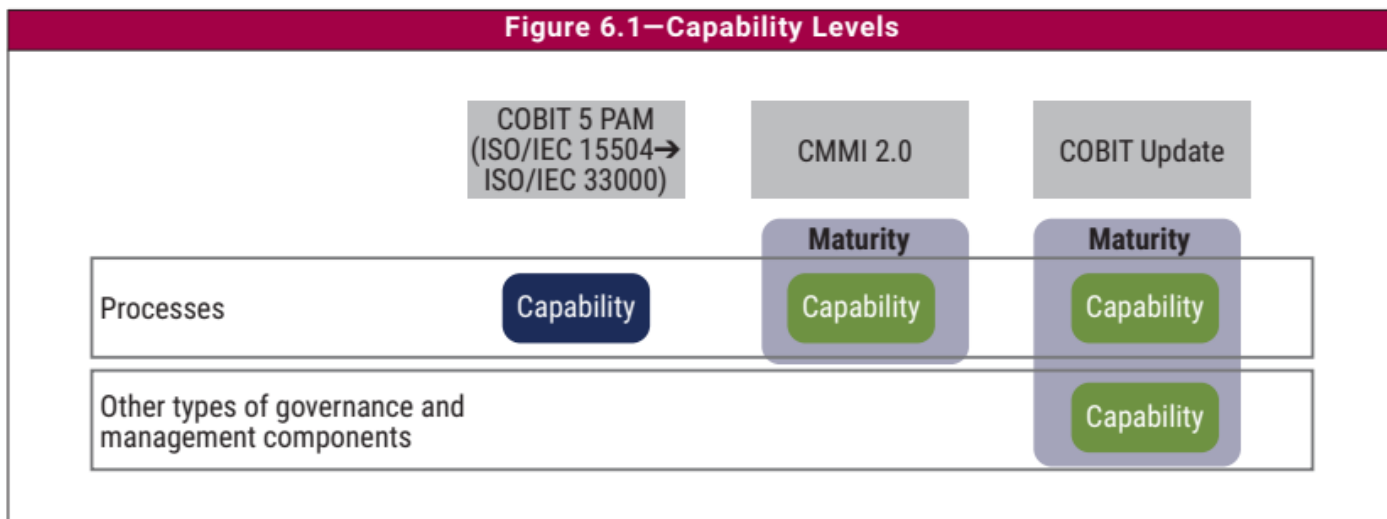 Figure 6.1—Capability Levels
COBIT 5 PAM
(ISO/IEC 15504➔
ISO/IEC 33000)
CMMI 2.0
COBIT Update
Maturity
Maturity
Processes
Capability
Capability
Capability
Other types of governance and
management components
Capability